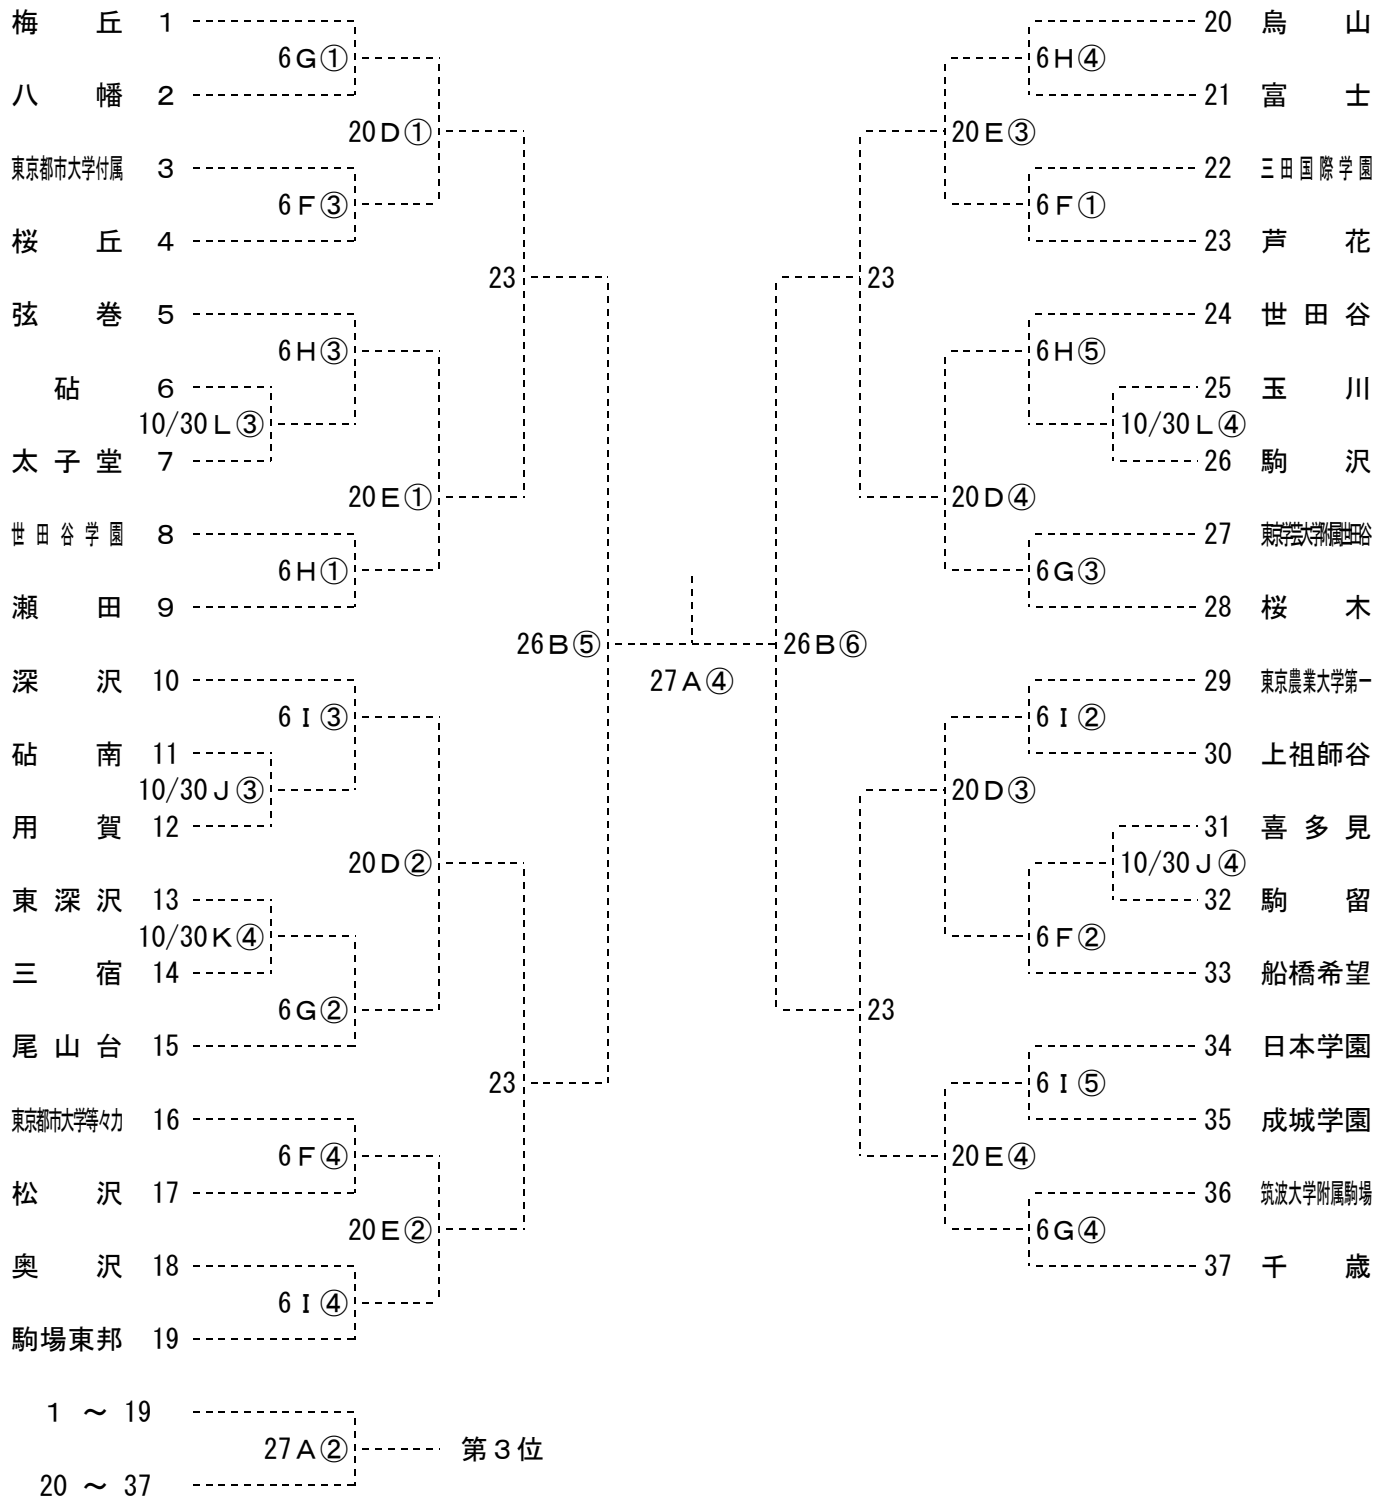 梅丘 1
6G①
八幡 2
20D①
東京都市大学付属 3
6F③
桜丘 4
23
弦巻 5
6H③
砧 6
10/30L③
太子堂 7
20E①
世田谷学園 8
6H①
瀬田 9
26B⑤
深沢 10
6I③
砧南 11
10/30J③
用賀 12
20D②
東深沢 13
10/30K④
三宿 14
6G②
尾山台 15
23
東京都市大学等々力 16
6F④
松沢 17
20E②
奥沢 18
6I④
駒場東邦 19
27A④
20 烏山
6H④
21 富士
20E③
22 三田国際学園
6F①
23 芦花
23
24 世田谷
6H⑤
25 玉川
10/30L④
26 駒沢
20D④
27 東京学芸大学附属世田谷
6G③
28 桜木
26B⑥
29 東京農業大学第一
6I②
30 上祖師谷
20D③
31 喜多見
10/30J④
32 駒留
6F②
33 船橋希望
23
34 日本学園
6I⑤
35 成城学園
20E④
36 筑波大学附属駒場
6G④
37 千歳
1 ～ 19
27A② 第３位
20 ～ 37